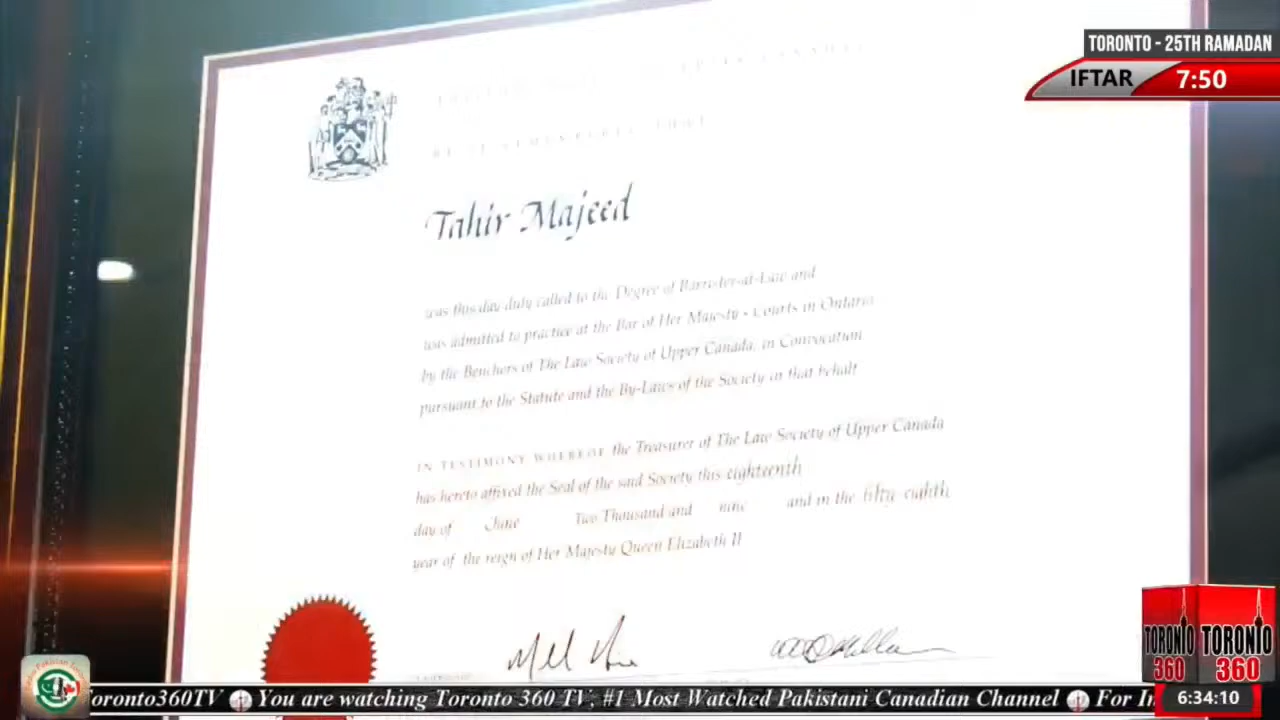 TORONTO - 25TH RAMADAN
IFTAR 7:50
BE IT REMEMBERED THAT
Tahir Majeed
was this day duly called to the Degree of Barrister-at-Law and
was admitted to practise at the Bar of Her Majesty's Courts in Ontario
by the Benchers of The Law Society of Upper Canada, in Convocation
pursuant to the Statute and the By-Laws of the Society in that behalf
IN TESTIMONY WHEREOF the Treasurer of The Law Society of Upper Canada
has hereto affixed the Seal of the said Society this eighteenth
day of June Two Thousand and nine and in the fifty-eighth
year of the reign of Her Majesty Queen Elizabeth II
TORONTO 360 TORONTO 360
oronto360TV You are watching Toronto 360 TV, #1 Most Watched Pakistani Canadian Channel For In
6:34:10